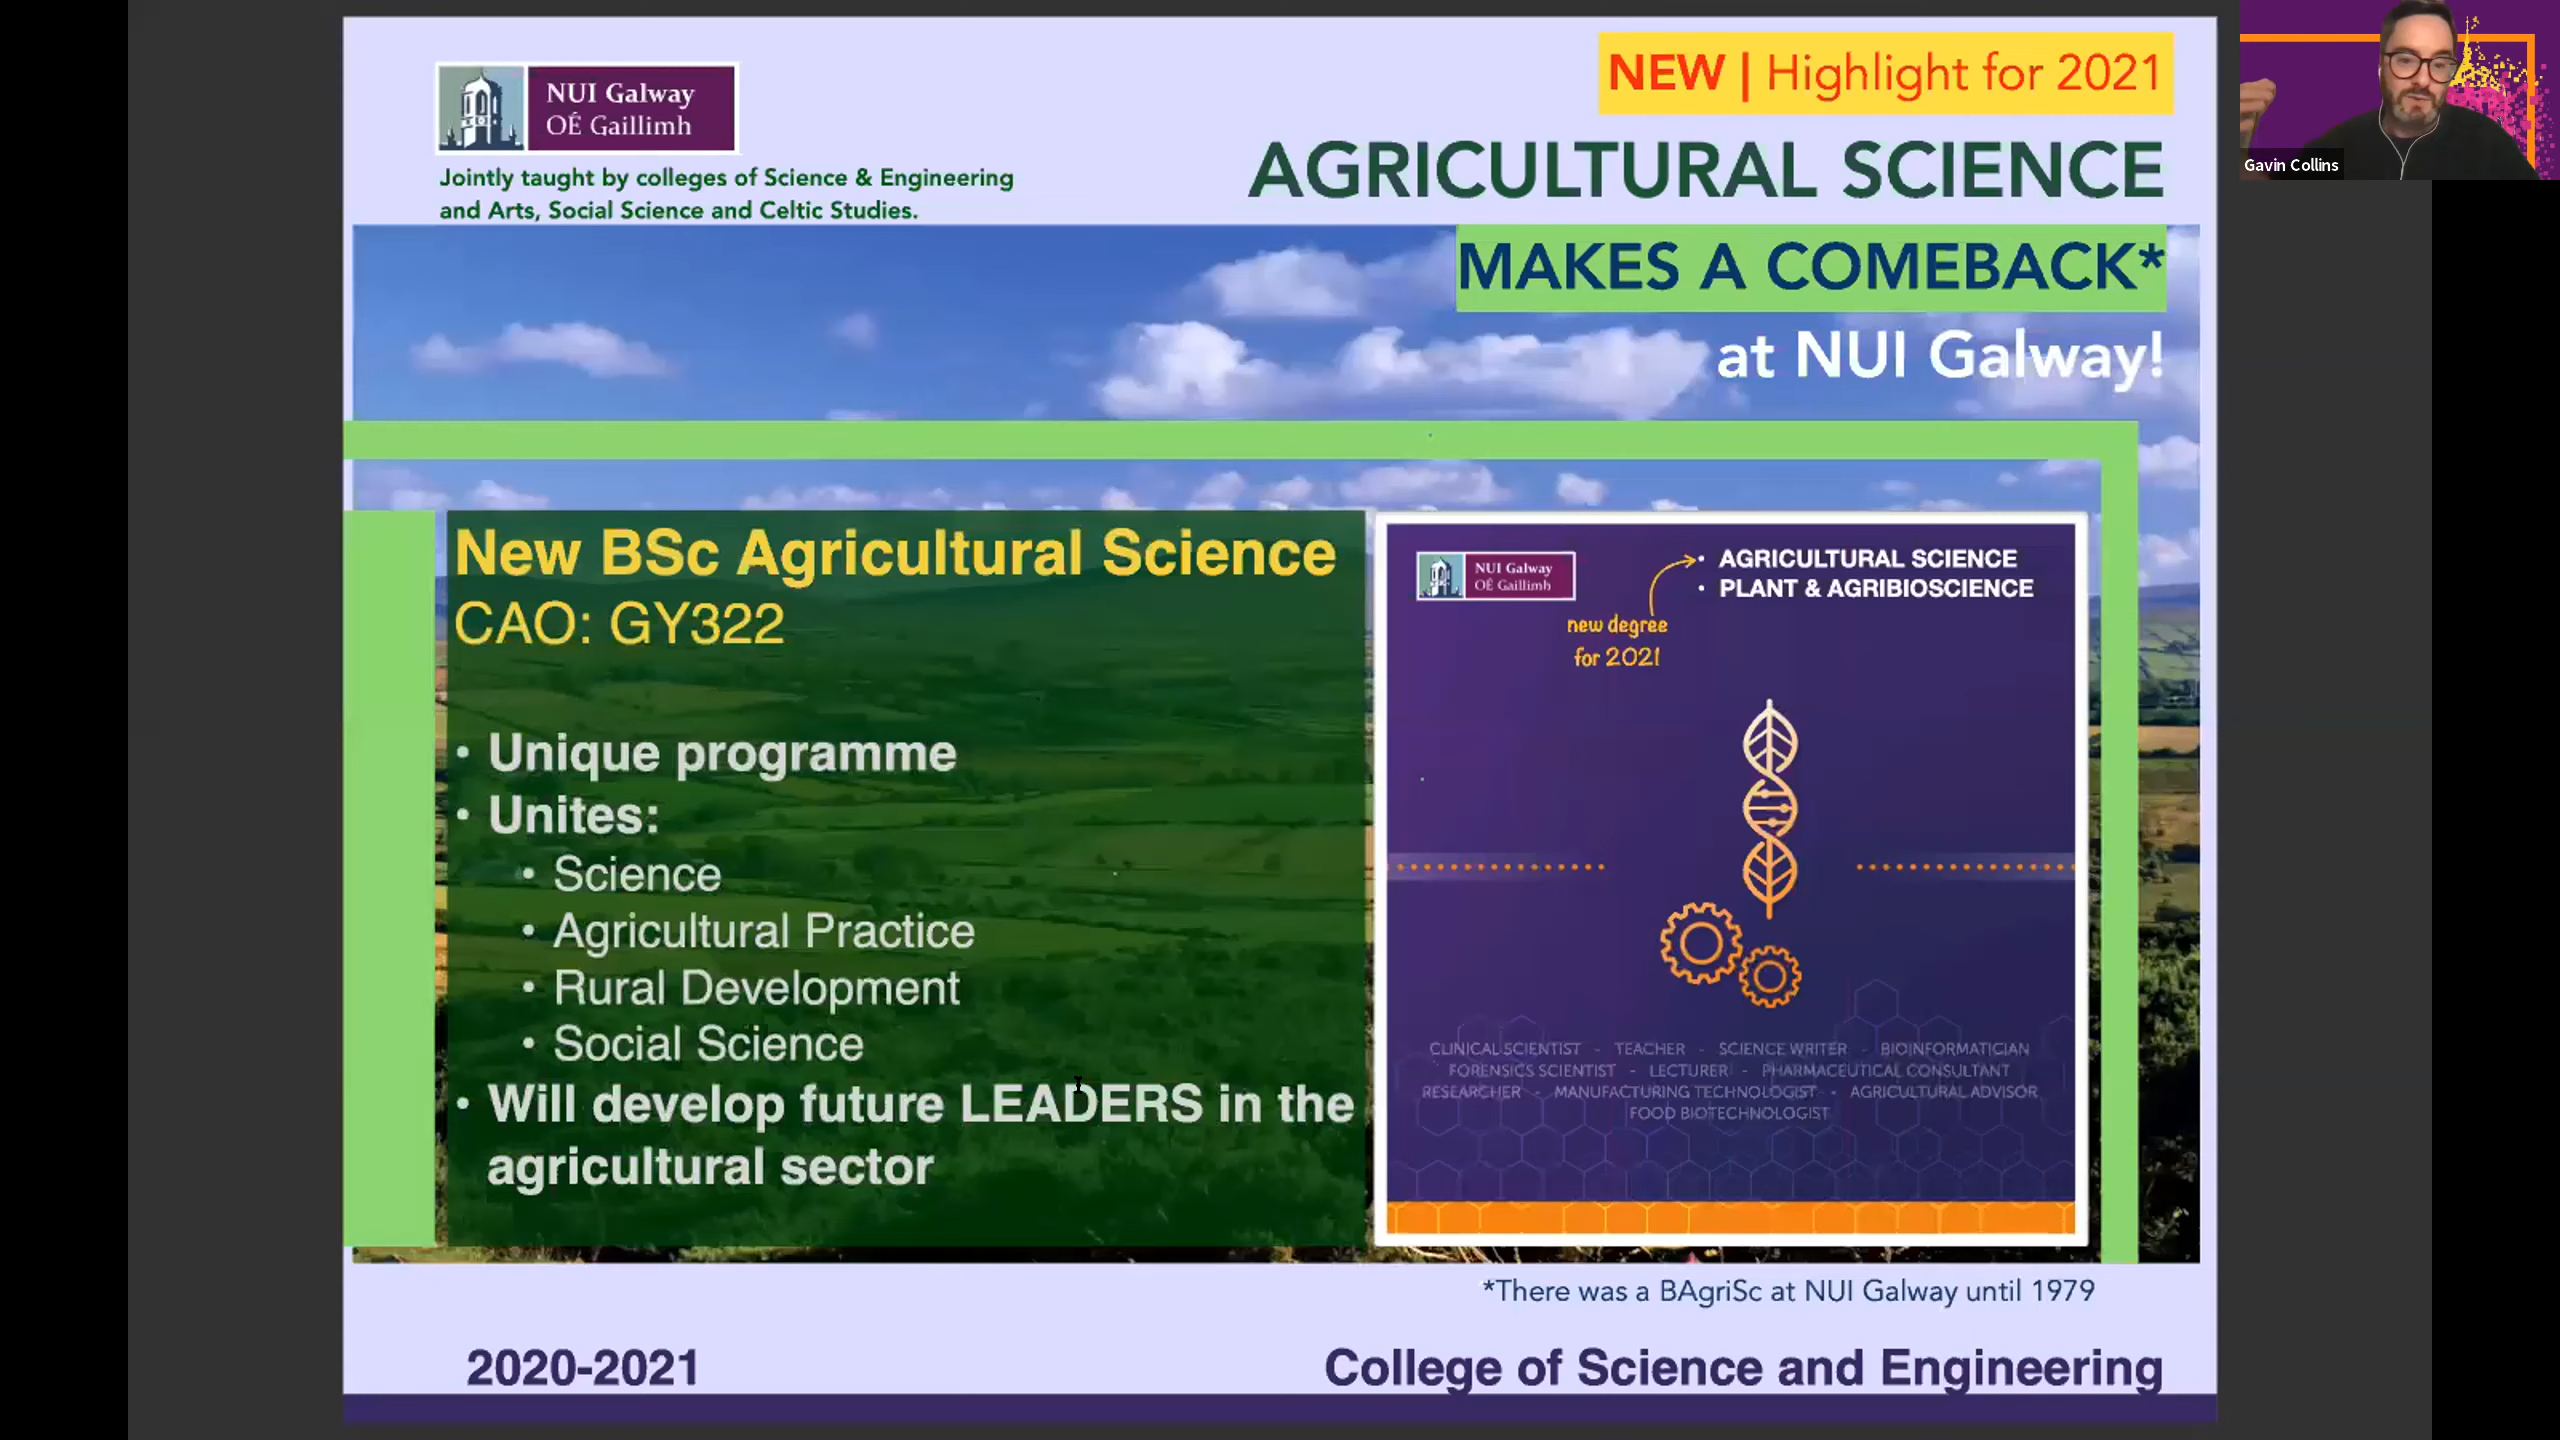 NUI Galway
OÉ Gaillimh
Jointly taught by colleges of Science & Engineering
and Arts, Social Science and Celtic Studies.
NEW | Highlight for 2021
AGRICULTURAL SCIENCE
MAKES A COMEBACK*
at NUI Galway!
Gavin Collins
New BSc Agricultural Science
CAO: GY322
• Unique programme
• Unites:
• Science
• Agricultural Practice
• Rural Development
• Social Science
• Will develop future LEADERS in the
agricultural sector
NUI Galway
OÉ Gaillimh
• AGRICULTURAL SCIENCE
• PLANT & AGRIBIOSCIENCE
new degree
for 2021
CLINICAL SCIENTIST - TEACHER - SCIENCE WRITER - BIOINFORMATICIAN
FORENSICS SCIENTIST - LECTURER - PHARMACEUTICAL CONSULTANT
RESEARCHER - MANUFACTURING TECHNOLOGIST - AGRICULTURAL ADVISOR
FOOD BIOTECHNOLOGIST
*There was a BAgriSc at NUI Galway until 1979
2020-2021
College of Science and Engineering